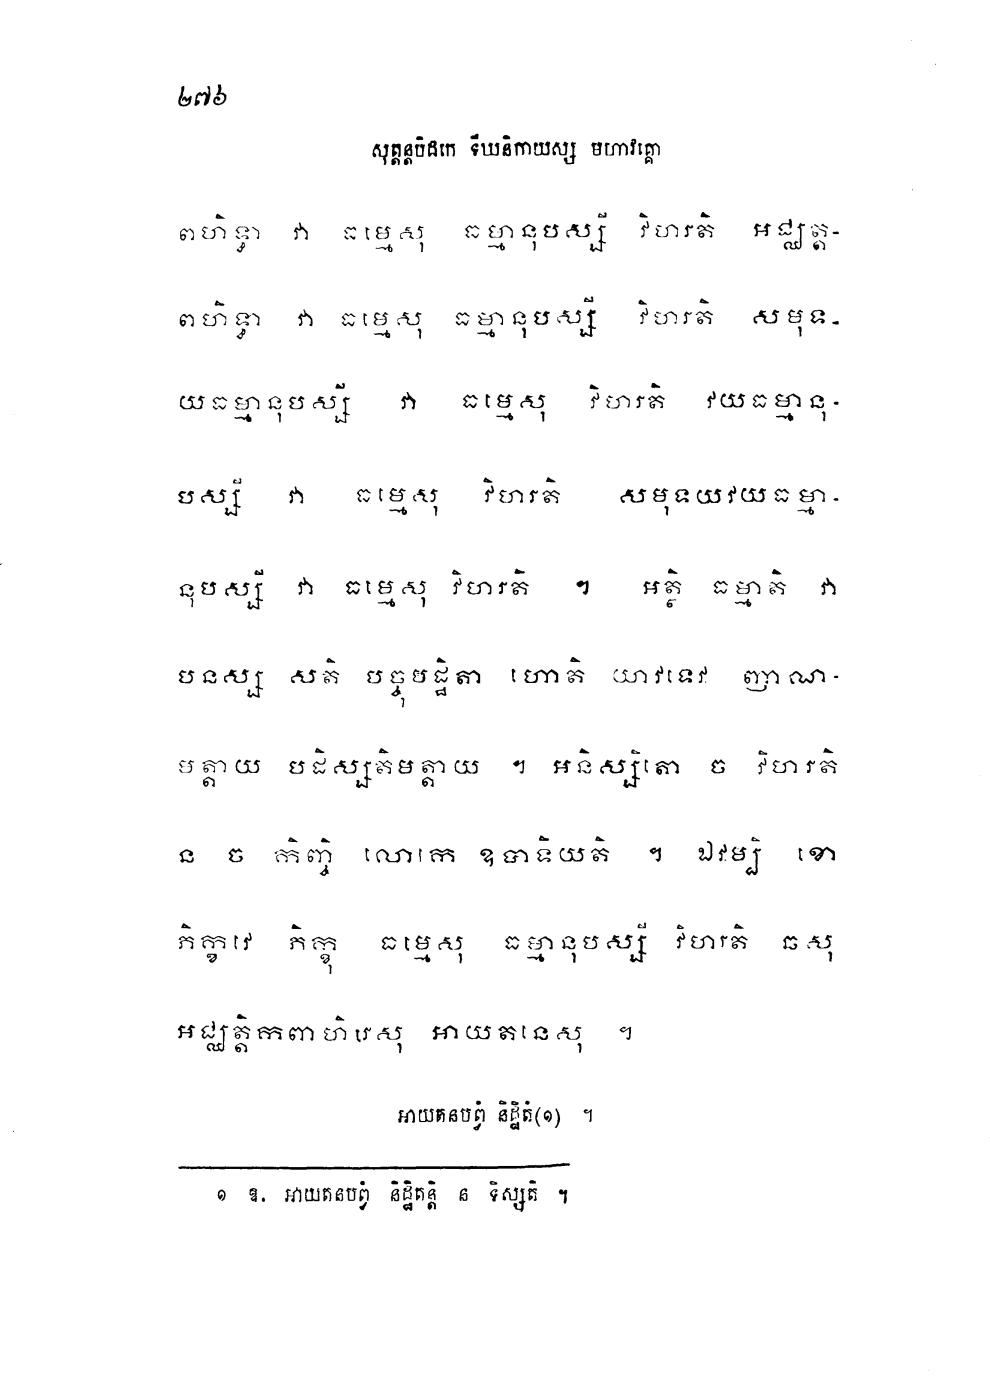 ២៧៦
សុត្តន្តបិដកេ ទីឃនិកាយស្ស មហាវគ្គោ
ពហិទ្ធា វា ធម្មេសុ ធម្មានុបស្សី វិហរតិ អជ្ឈត្ត-
ពហិទ្ធា វា ធម្មេសុ ធម្មានុបស្សី វិហរតិ សមុទ-
យធម្មានុបស្សី វា ធម្មេសុ វិហរតិ វយធម្មានុ-
បស្សី វា ធម្មេសុ វិហរតិ សមុទយវយធម្មា-
នុបស្សី វា ធម្មេសុ វិហរតិ ។ អត្ថិ ធម្មាតិ វា
បនស្ស សតិ បច្ចុបដ្ឋិតា ហោតិ យាវទេវ ញាណ-
មត្តាយ បដិស្សតិមត្តាយ ។ អនិស្សិតោ ច វិហរតិ
ន ច កិញ្ចិ លោកេ ឧបាទិយតិ ។ ឯវម្បិ ខោ
ភិក្ខវេ ភិក្ខុ ធម្មេសុ ធម្មានុបស្សី វិហរតិ ឆសុ
អជ្ឈត្តិកពាហិរេសុ អាយតនេសុ ។
អាយតនបព្វំ និដ្ឋិតំ(១) ។
១ ឱ. អាយតនបព្វំ និដ្ឋិតន្តិ ន ទិស្សតិ ។